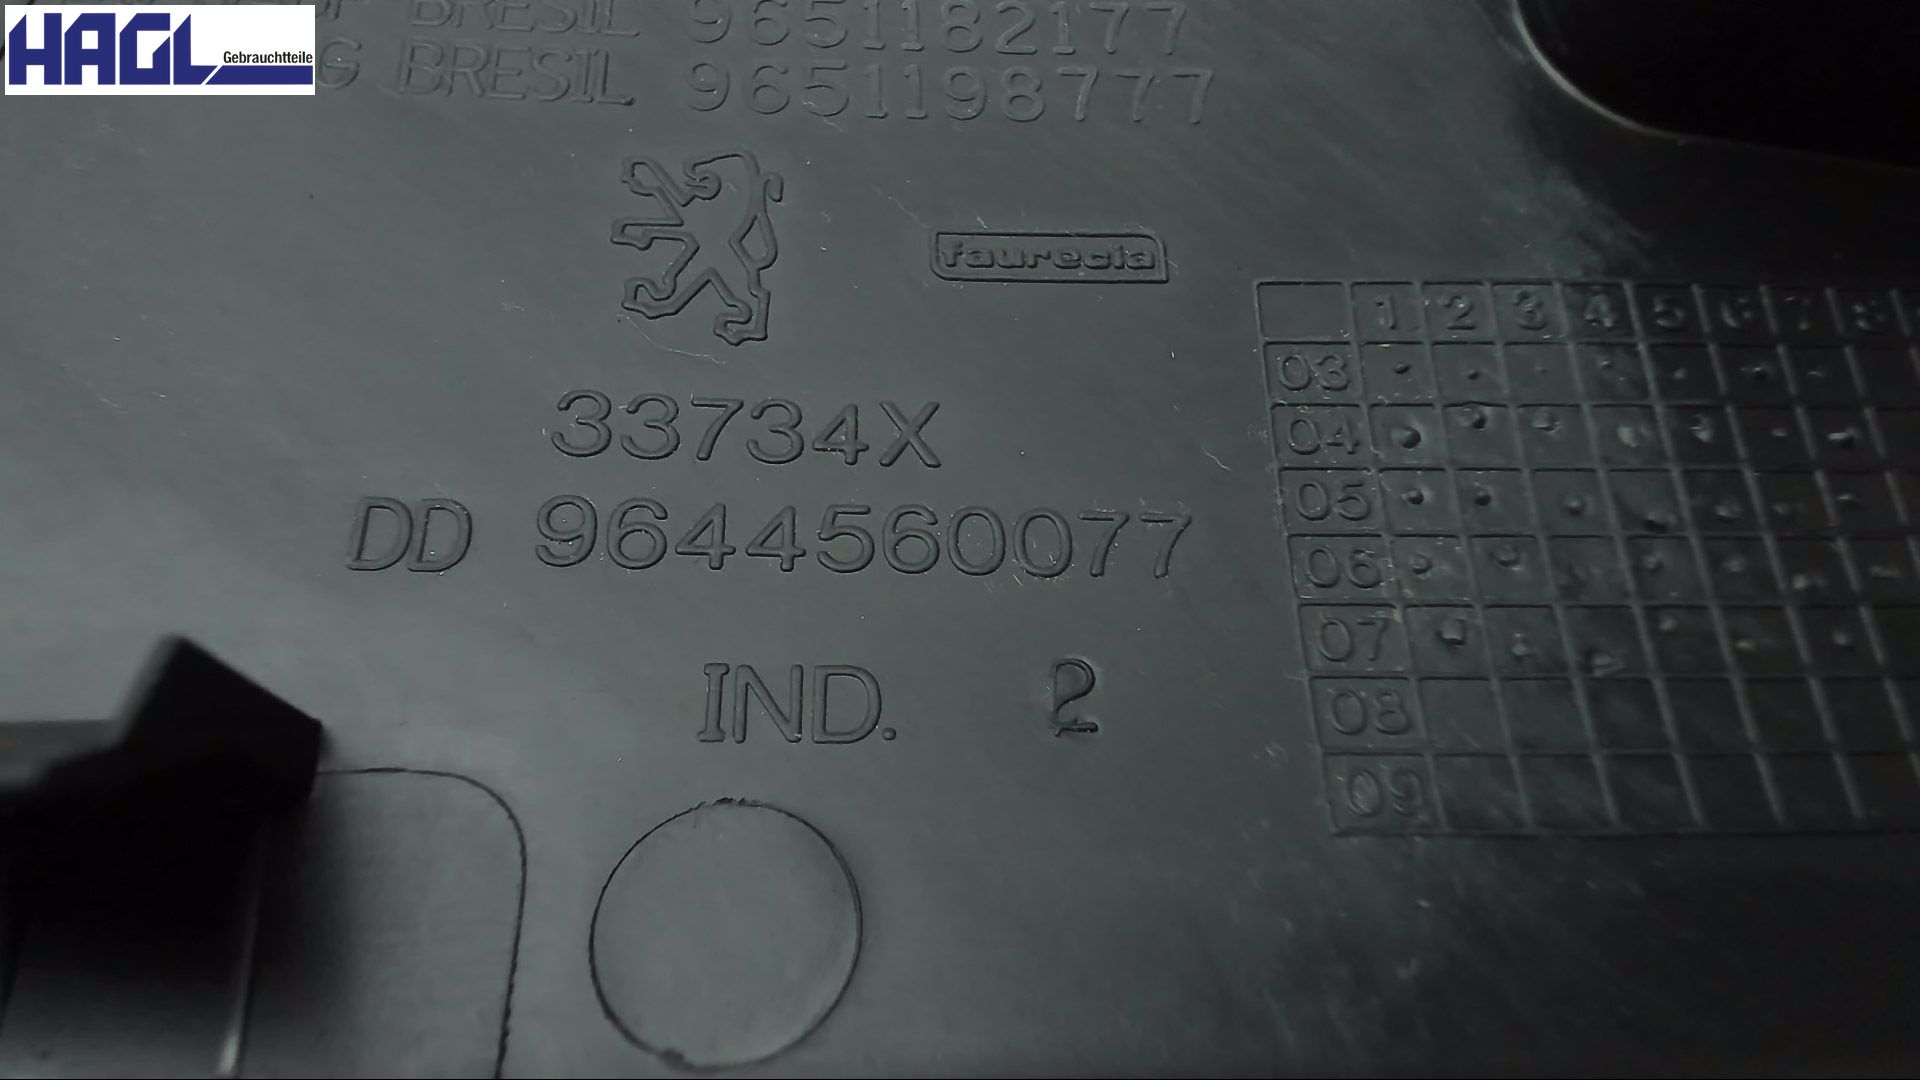 HAGL
Gebrauchtteile
BRESIL 9651182177
G BRESIL 9651198777
faurecia
33734X
DD 9644560077
IND. 2
1 2 3 4 5 6 7 8
03
04
05
06
07
08
09